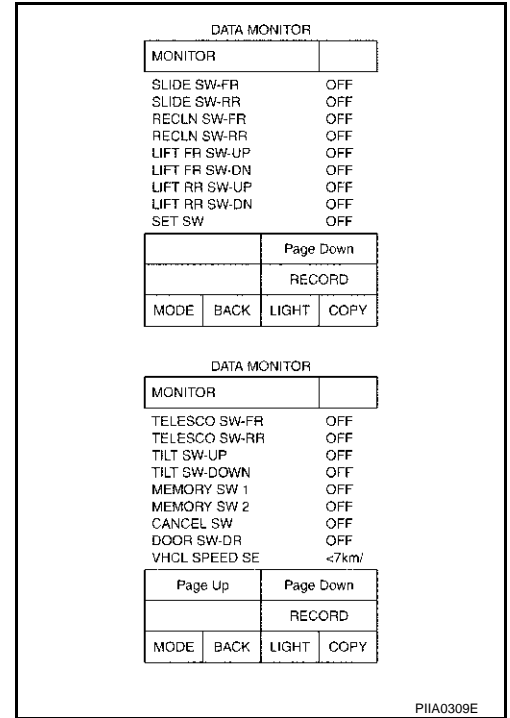 DATA MONITOR
MONITOR
SLIDE SW-FR OFF
SLIDE SW-RR OFF
RECLN SW-FR OFF
RECLN SW-RR OFF
LIFT FR SW-UP OFF
LIFT FR SW-DN OFF
LIFT RR SW-UP OFF
LIFT RR SW-DN OFF
SET SW OFF
Page Down
RECORD
MODE BACK LIGHT COPY
DATA MONITOR
MONITOR
TELESCO SW-FR OFF
TELESCO SW-RR OFF
TILT SW-UP OFF
TILT SW-DOWN OFF
MEMORY SW 1 OFF
MEMORY SW 2 OFF
CANCEL SW OFF
DOOR SW-DR OFF
VHCL SPEED SE <7km/
Page Up Page Down
RECORD
MODE BACK LIGHT COPY
PIIA0309E